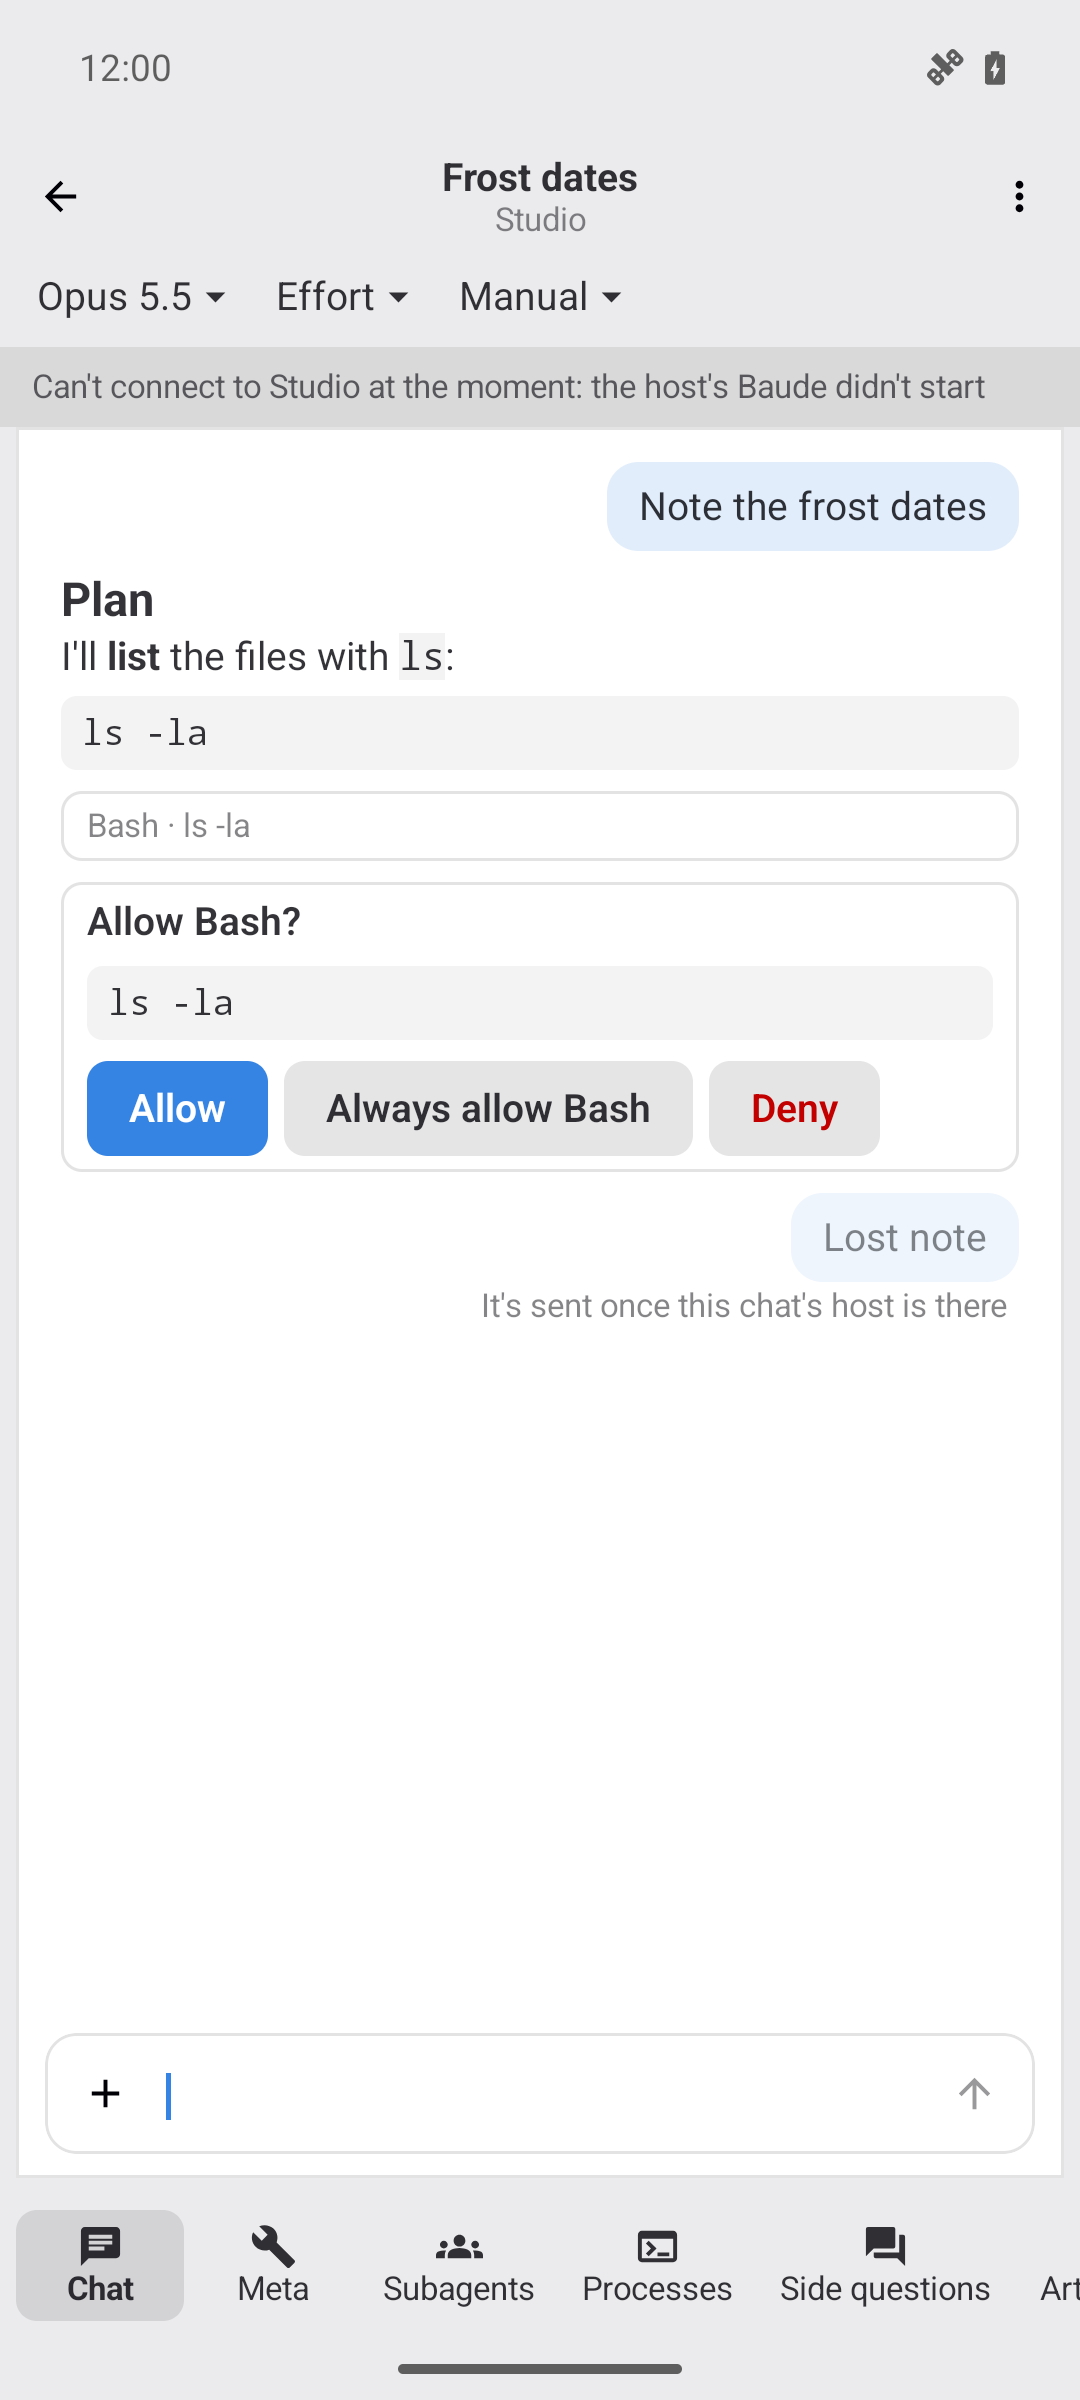 12:00
Frost dates
Studio
Opus 5.5 Effort Manual
Can't connect to Studio at the moment: the host's Baude didn't start
Note the frost dates
Plan
I'll list the files with ls:
ls -la
Bash · ls -la
Allow Bash?
ls -la
Allow Always allow Bash Deny
Lost note
It's sent once this chat's host is there
Chat Meta Subagents Processes Side questions Art